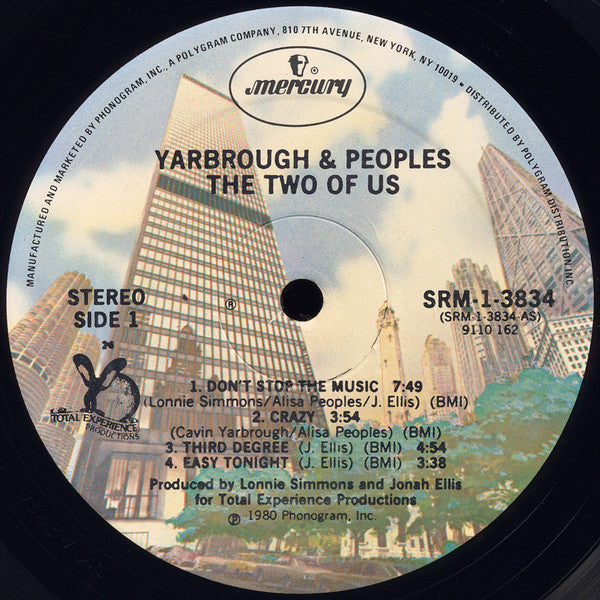 MANUFACTURED AND MARKETED BY PHONOGRAM, INC., A POLYGRAM COMPANY, 810 7TH AVENUE, NEW YORK, NY 10019 • DISTRIBUTED BY POLYGRAM DISTRIBUTION INC
mercury ®
YARBROUGH & PEOPLES
THE TWO OF US
STEREO
SIDE 1
®
SRM-1-3834
(SRM-1-3834-AS)
9110 162
26
TOTAL EXPERIENCE
PRODUCTIONS
1. DON'T STOP THE MUSIC 7:49
(Lonnie Simmons/Alisa Peoples/J. Ellis) (BMI)
2. CRAZY 3:54
(Cavin Yarbrough/Alisa Peoples) (BMI)
3. THIRD DEGREE (J. Ellis) (BMI) 4:54
4. EASY TONIGHT (J. Ellis) (BMI) 3:38
Produced by Lonnie Simmons and Jonah Ellis
for Total Experience Productions
℗ 1980 Phonogram, Inc.